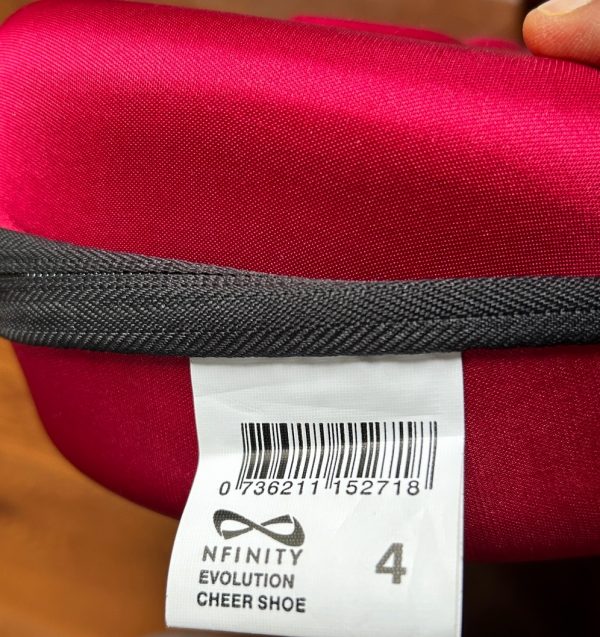 0 736211 152718
NFINITY
4
EVOLUTION
CHEER SHOE